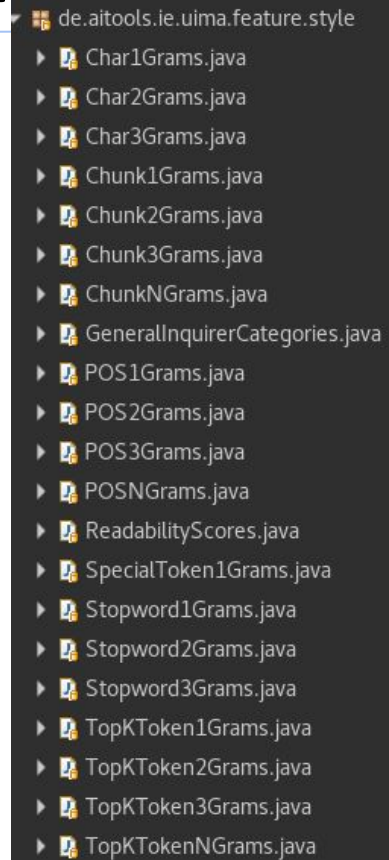 de.aitools.ie.uima.feature.style
Char1Grams.java
Char2Grams.java
Char3Grams.java
Chunk1Grams.java
Chunk2Grams.java
Chunk3Grams.java
ChunkNGrams.java
GeneralInquirerCategories.java
POS1Grams.java
POS2Grams.java
POS3Grams.java
POSNGrams.java
ReadabilityScores.java
SpecialToken1Grams.java
Stopword1Grams.java
Stopword2Grams.java
Stopword3Grams.java
TopKToken1Grams.java
TopKToken2Grams.java
TopKToken3Grams.java
TopKTokenNGrams.java